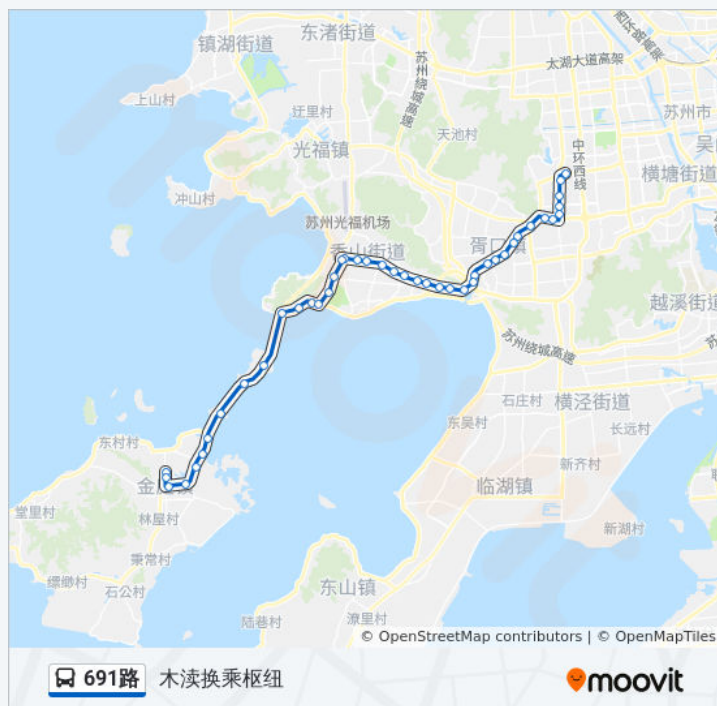 东渚街道
镇湖街道
苏州绕城高速
太湖大道高架
上山村
迂里村
天池村
苏州市
中环西线
吴
光福镇
横塘街道
冲山村
苏州光福机场
香山街道
胥口镇
越溪街道
苏州绕城高速
石庄村
横泾街道
东吴村
长远村
东村村
金庭镇
新齐村
临湖镇
堂里村
林屋村
新湖村
秉常村
缥缈村
石公村
东山镇
陆巷村
潦里村
© OpenStreetMap contributors | © OpenMapTiles
691路 木渎换乘枢纽
moovit